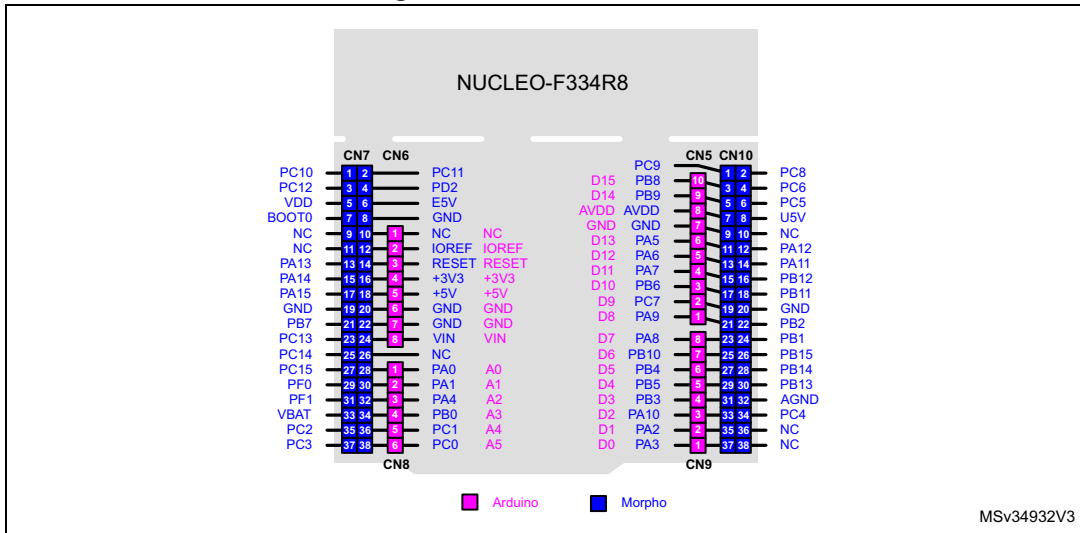 NUCLEO-F334R8
CN7 CN6 CN5 CN10
PC9
PC10 1 2 PC11 1 2 PC8
PC12 3 4 PD2 D15 PB8 10 3 4 PC6
VDD 5 6 E5V D14 PB9 9 5 6 PC5
BOOT0 7 8 GND AVDD AVDD 8 7 8 U5V
NC 9 10 1 NC NC GND GND 7 9 10 NC
NC 11 12 2 IOREF IOREF D13 PA5 6 11 12 PA12
PA13 13 14 3 RESET RESET D12 PA6 5 13 14 PA11
PA14 15 16 4 +3V3 +3V3 D11 PA7 4 15 16 PB12
PA15 17 18 5 +5V +5V D10 PB6 3 17 18 PB11
GND 19 20 6 GND GND D9 PC7 2 19 20 GND
PB7 21 22 7 GND GND D8 PA9 1 21 22 PB2
PC13 23 24 8 VIN VIN D7 PA8 8 23 24 PB1
PC14 25 26 NC D6 PB10 7 25 26 PB15
PC15 27 28 1 PA0 A0 D5 PB4 6 27 28 PB14
PF0 29 30 2 PA1 A1 D4 PB5 5 29 30 PB13
PF1 31 32 3 PA4 A2 D3 PB3 4 31 32 AGND
VBAT 33 34 4 PB0 A3 D2 PA10 3 33 34 PC4
PC2 35 36 5 PC1 A4 D1 PA2 2 35 36 NC
PC3 37 38 6 PC0 A5 D0 PA3 1 37 38 NC
CN8 CN9
Arduino Morpho
MSv34932V3